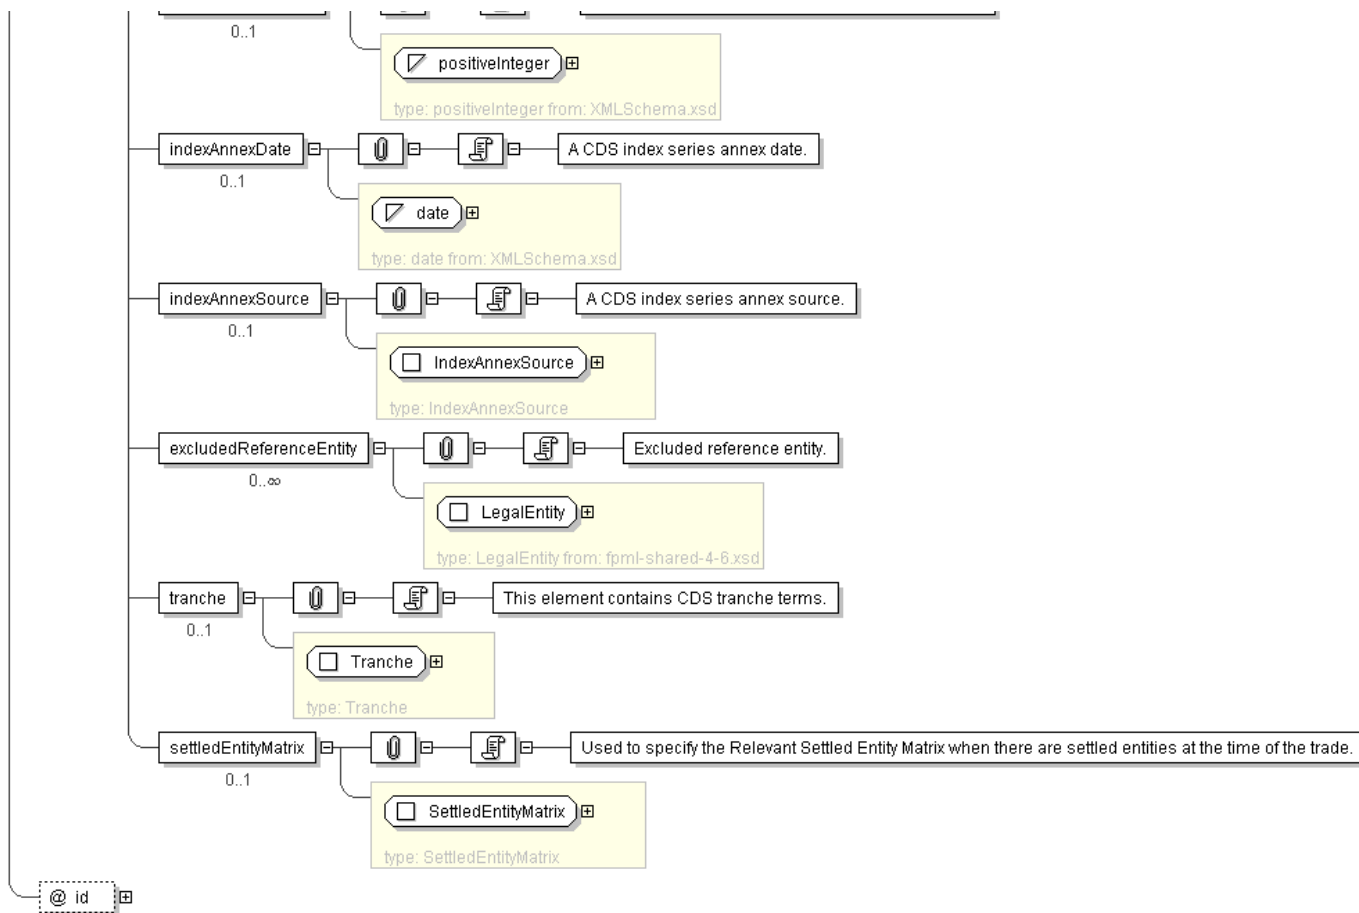 0..1
positiveInteger
type: positiveInteger from: XMLSchema.xsd
indexAnnexDate A CDS index series annex date.
0..1
date
type: date from: XMLSchema.xsd
indexAnnexSource A CDS index series annex source.
0..1
IndexAnnexSource
type: IndexAnnexSource
excludedReferenceEntity Excluded reference entity.
0..∞
LegalEntity
type: LegalEntity from: fpml-shared-4-6.xsd
tranche This element contains CDS tranche terms.
0..1
Tranche
type: Tranche
settledEntityMatrix Used to specify the Relevant Settled Entity Matrix when there are settled entities at the time of the trade.
0..1
SettledEntityMatrix
type: SettledEntityMatrix
@ id